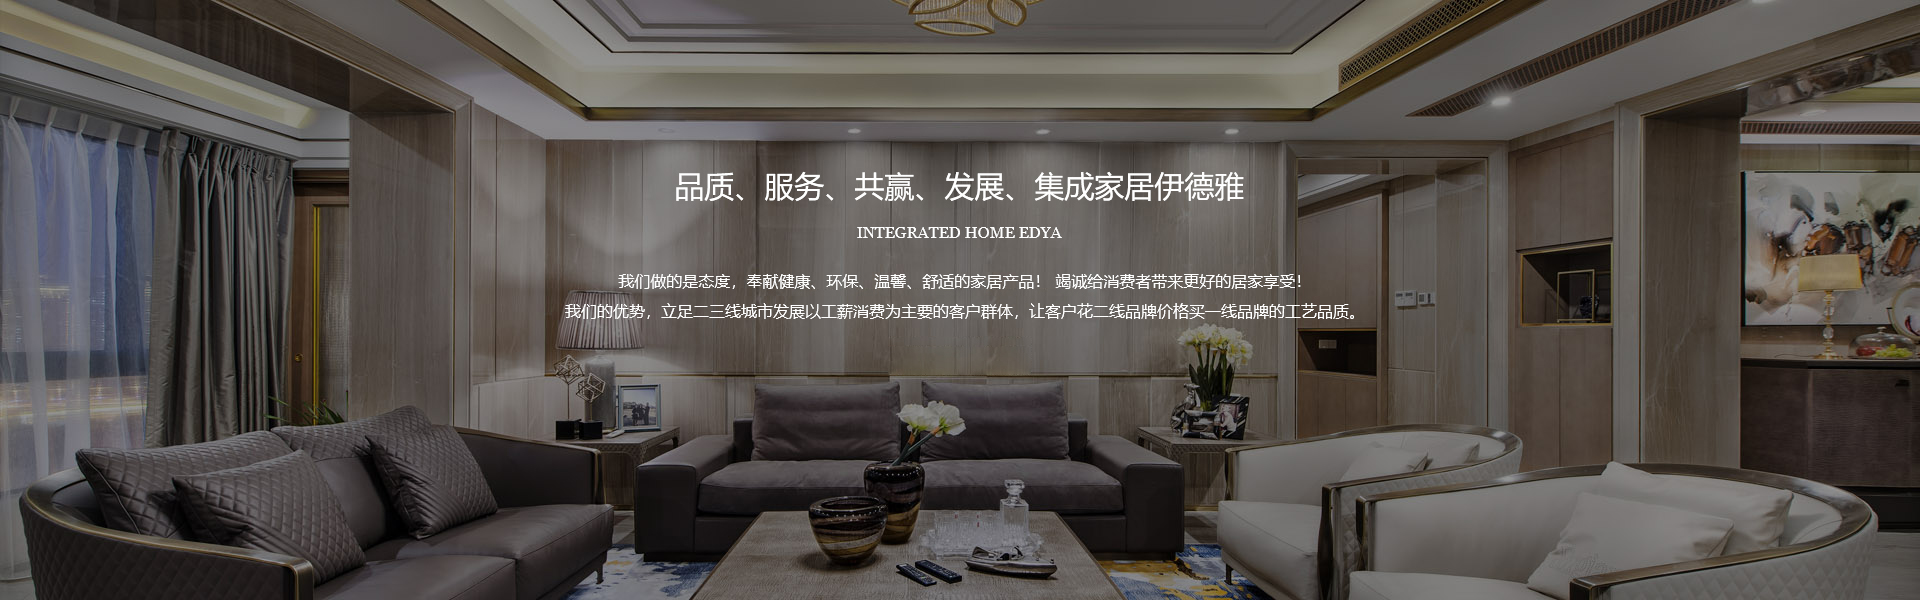 品质、服务、共赢、发展、集成家居伊德雅
INTEGRATED HOME EDYA
我们做的是态度，奉献健康、环保、温馨、舒适的家居产品！ 竭诚给消费者带来更好的居家享受！
我们的优势，立足二三线城市发展以工薪消费为主要的客户群体，让客户花二线品牌价格买一线品牌的工艺品质。